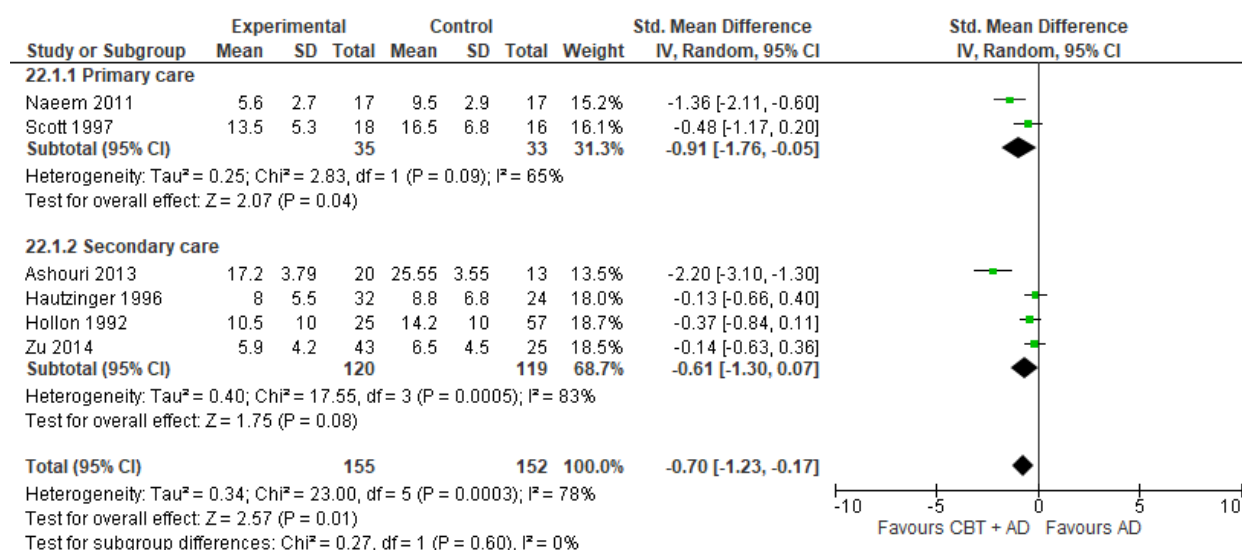 Experimental Control Std. Mean Difference Std. Mean Difference
Study or Subgroup Mean SD Total Mean SD Total Weight IV, Random, 95% CI IV, Random, 95% CI
22.1.1 Primary care
Naeem 2011 5.6 2.7 17 9.5 2.9 17 15.2% -1.36 [-2.11, -0.60]
Scott 1997 13.5 5.3 18 16.5 6.8 16 16.1% -0.48 [-1.17, 0.20]
Subtotal (95% CI) 35 33 31.3% -0.91 [-1.76, -0.05]
Heterogeneity: Tau² = 0.25; Chi² = 2.83, df = 1 (P = 0.09); I² = 65%
Test for overall effect: Z = 2.07 (P = 0.04)
22.1.2 Secondary care
Ashouri 2013 17.2 3.79 20 25.55 3.55 13 13.5% -2.20 [-3.10, -1.30]
Hautzinger 1996 8 5.5 32 8.8 6.8 24 18.0% -0.13 [-0.66, 0.40]
Hollon 1992 10.5 10 25 14.2 10 57 18.7% -0.37 [-0.84, 0.11]
Zu 2014 5.9 4.2 43 6.5 4.5 25 18.5% -0.14 [-0.63, 0.36]
Subtotal (95% CI) 120 119 68.7% -0.61 [-1.30, 0.07]
Heterogeneity: Tau² = 0.40; Chi² = 17.55, df = 3 (P = 0.0005); I² = 83%
Test for overall effect: Z = 1.75 (P = 0.08)
Total (95% CI) 155 152 100.0% -0.70 [-1.23, -0.17]
Heterogeneity: Tau² = 0.34; Chi² = 23.00, df = 5 (P = 0.0003); I² = 78%
Test for overall effect: Z = 2.57 (P = 0.01)
Test for subgroup differences: Chi² = 0.27, df = 1 (P = 0.60), I² = 0%
-10 -5 0 5 10
Favours CBT + AD Favours AD